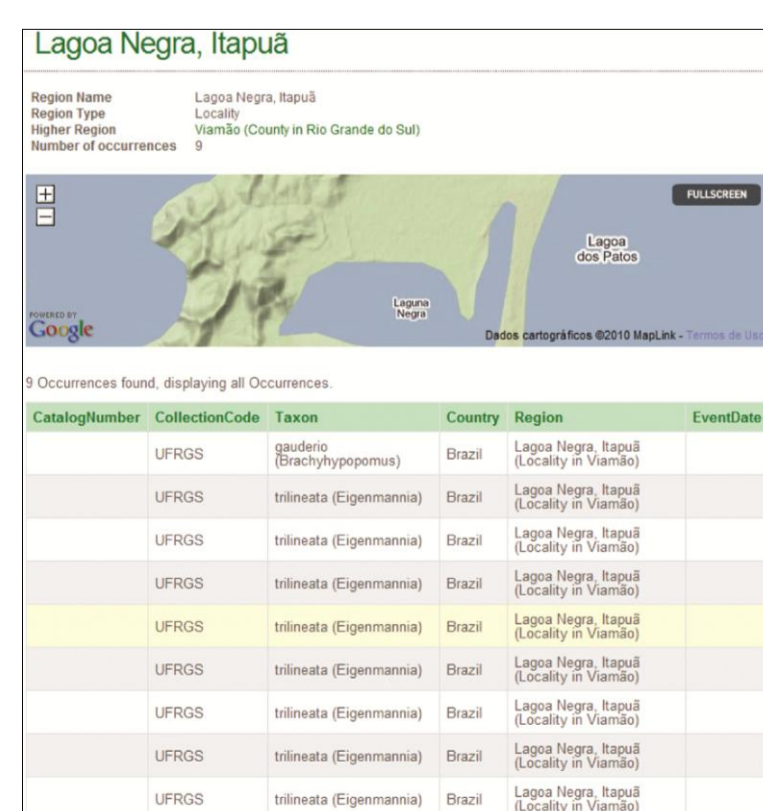 Lagoa Negra, Itapuã
Region Name Lagoa Negra, Itapuã
Region Type Locality
Higher Region Viamão (County in Rio Grande do Sul)
Number of occurrences 9
+
FULLSCREEN
−
Lagoa
dos Patos
Laguna
Negra
POWERED BY
Google
Dados cartográficos ©2010 MapLink - Termos de Uso
9 Occurrences found, displaying all Occurrences.
CatalogNumber CollectionCode Taxon Country Region EventDate
UFRGS gauderio (Brachyhypopomus) Brazil Lagoa Negra, Itapuã (Locality in Viamão)
UFRGS trilineata (Eigenmannia) Brazil Lagoa Negra, Itapuã (Locality in Viamão)
UFRGS trilineata (Eigenmannia) Brazil Lagoa Negra, Itapuã (Locality in Viamão)
UFRGS trilineata (Eigenmannia) Brazil Lagoa Negra, Itapuã (Locality in Viamão)
UFRGS trilineata (Eigenmannia) Brazil Lagoa Negra, Itapuã (Locality in Viamão)
UFRGS trilineata (Eigenmannia) Brazil Lagoa Negra, Itapuã (Locality in Viamão)
UFRGS trilineata (Eigenmannia) Brazil Lagoa Negra, Itapuã (Locality in Viamão)
UFRGS trilineata (Eigenmannia) Brazil Lagoa Negra, Itapuã (Locality in Viamão)
UFRGS trilineata (Eigenmannia) Brazil Lagoa Negra, Itapuã (Locality in Viamão)